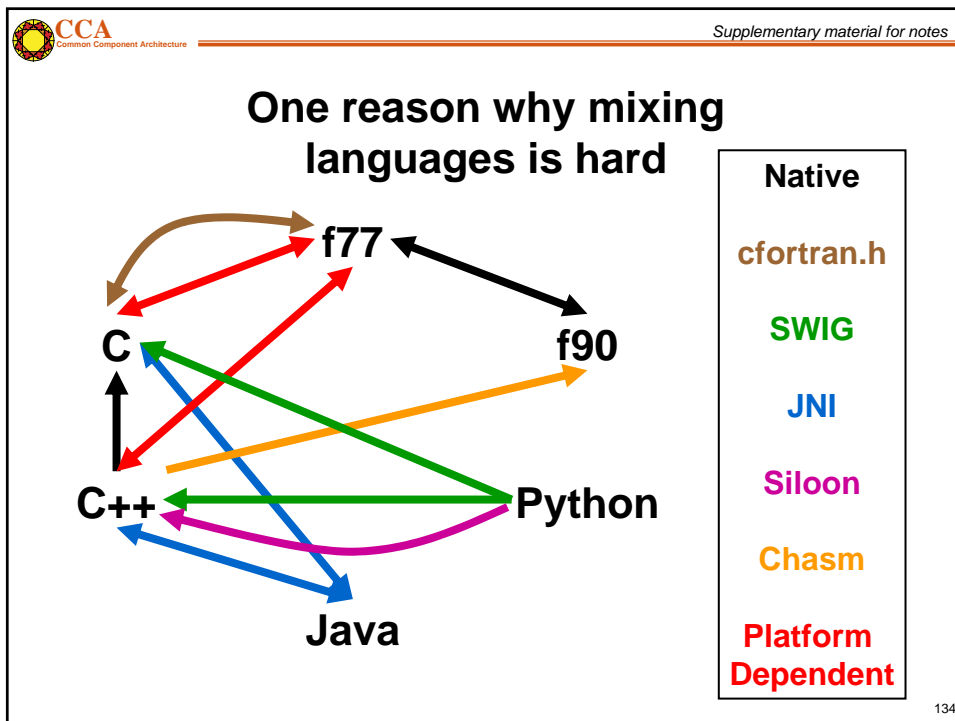 CCA
Common Component Architecture
Supplementary material for notes
One reason why mixing
languages is hard
f77
C
f90
C++
Python
Java
Native
cfortran.h
SWIG
JNI
Siloon
Chasm
Platform
Dependent
134